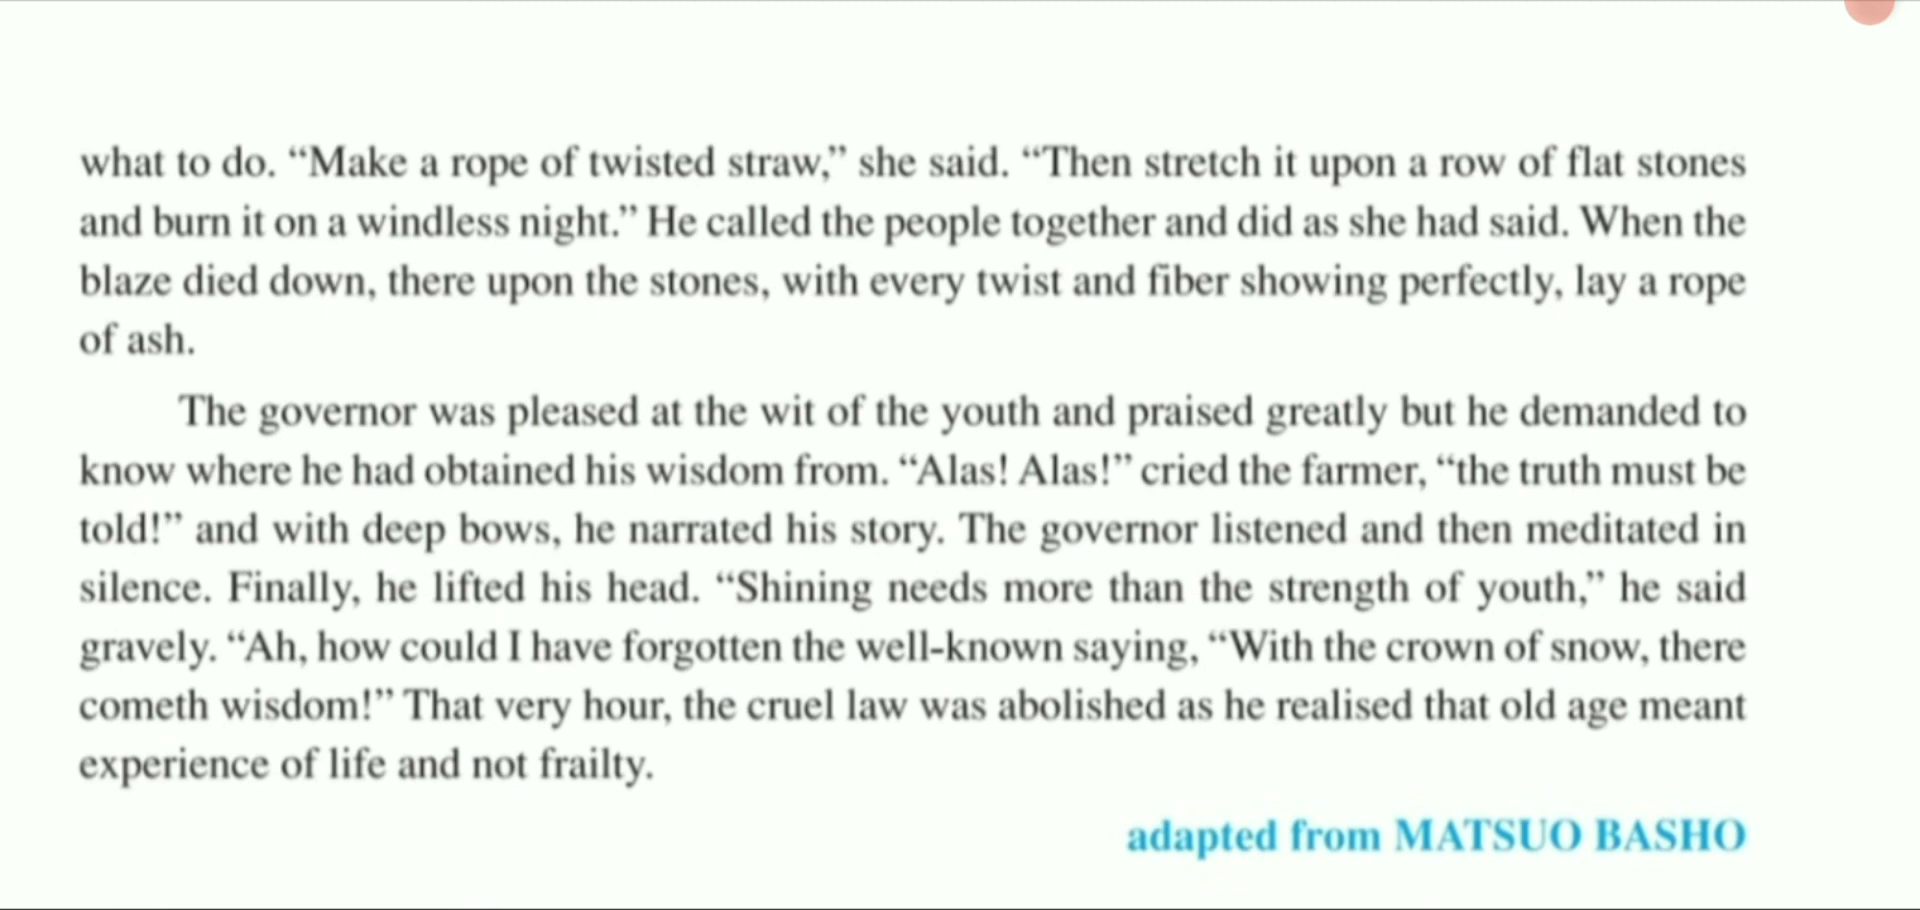 what to do. “Make a rope of twisted straw,” she said. “Then stretch it upon a row of flat stones
and burn it on a windless night.” He called the people together and did as she had said. When the
blaze died down, there upon the stones, with every twist and fiber showing perfectly, lay a rope
of ash.
The governor was pleased at the wit of the youth and praised greatly but he demanded to
know where he had obtained his wisdom from. “Alas! Alas!” cried the farmer, “the truth must be
told!” and with deep bows, he narrated his story. The governor listened and then meditated in
silence. Finally, he lifted his head. “Shining needs more than the strength of youth,” he said
gravely. “Ah, how could I have forgotten the well-known saying, “With the crown of snow, there
cometh wisdom!” That very hour, the cruel law was abolished as he realised that old age meant
experience of life and not frailty.
adapted from MATSUO BASHO